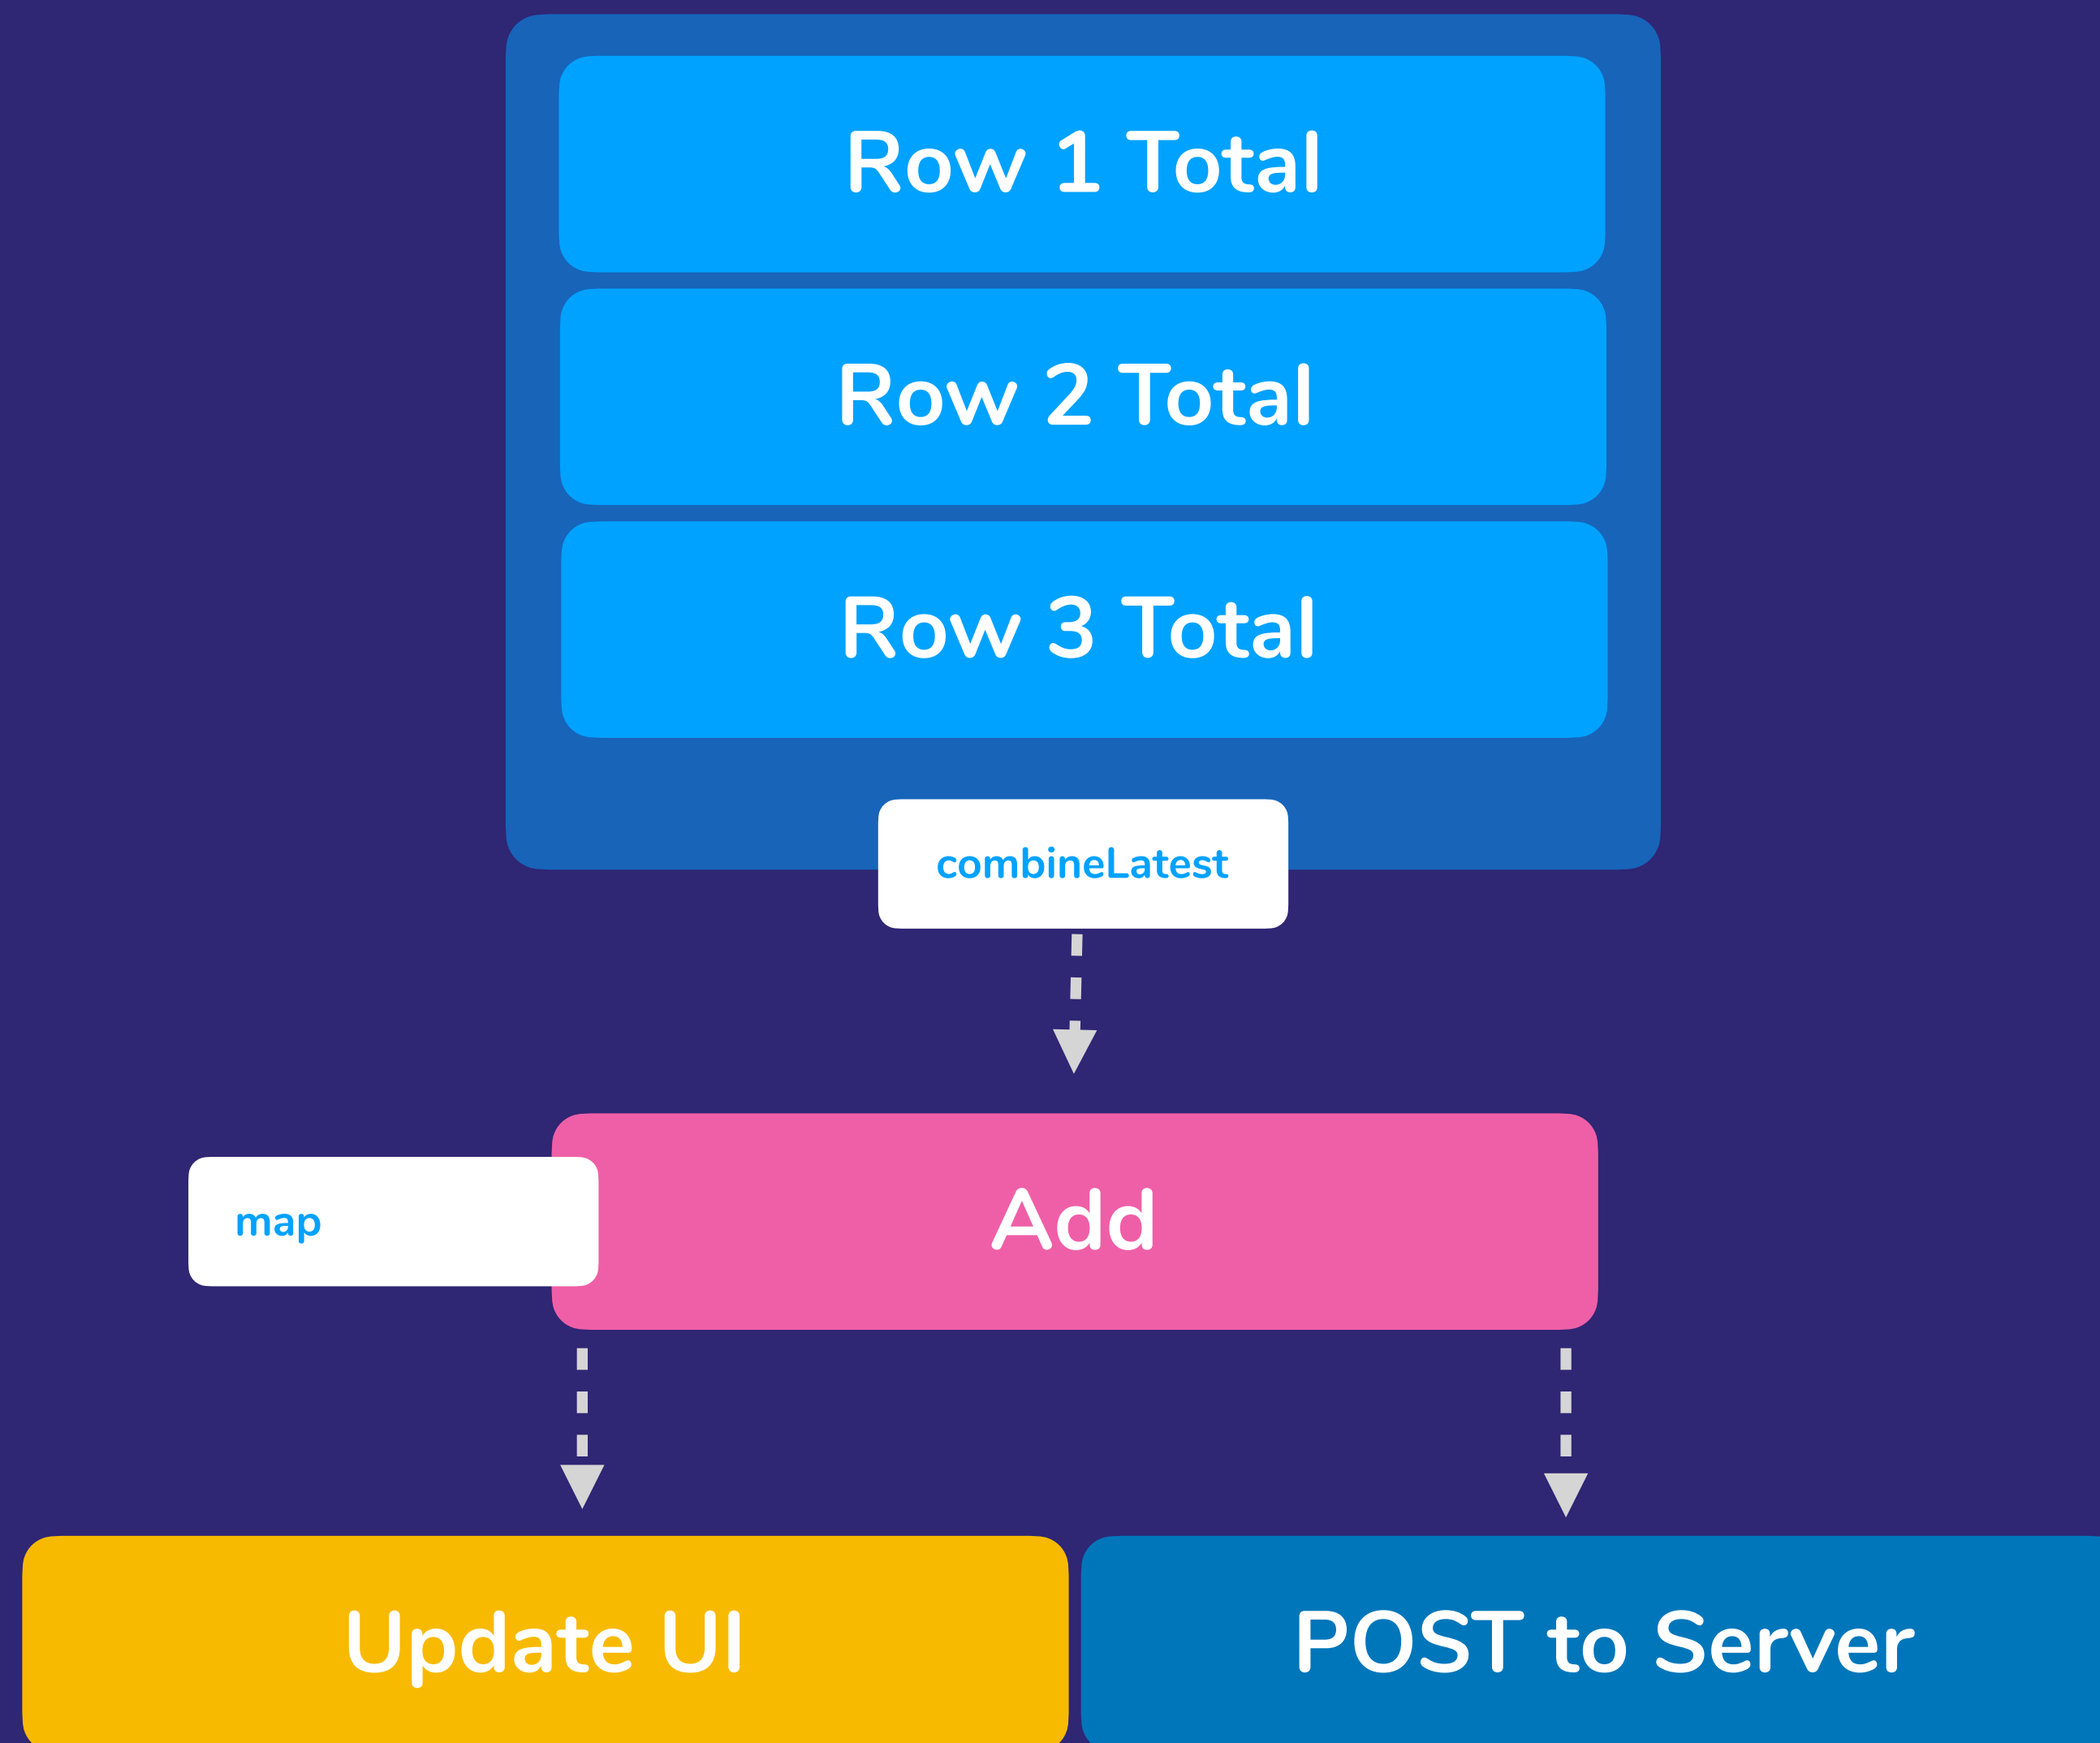 Row 1 Total
Row 2 Total
Row 3 Total
combineLatest
map
Add
Update UI
POST to Server